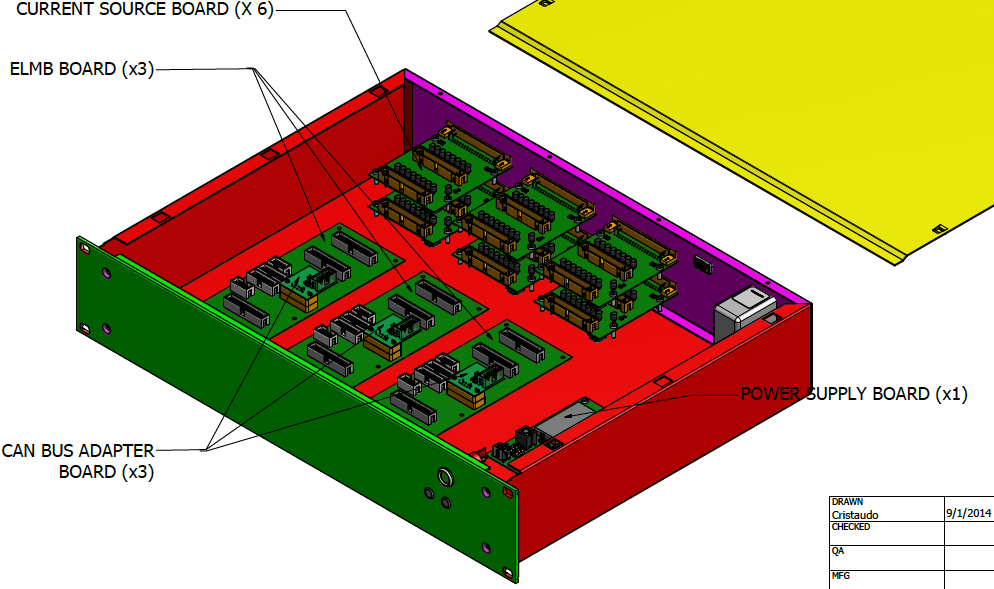 CURRENT SOURCE BOARD (X 6)
ELMB BOARD (x3)
POWER SUPPLY BOARD (x1)
CAN BUS ADAPTER
BOARD (x3)
DRAWN
Cristaudo 9/1/2014
CHECKED
QA
MFG